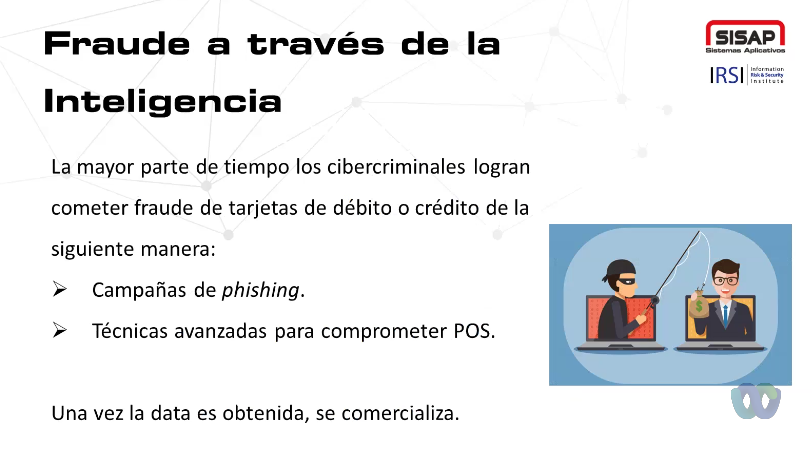 Fraude a través de la
Inteligencia
SISAP
Sistemas Aplicativos
IRSI
Information
Risk & Security
Institute
La mayor parte de tiempo los cibercriminales logran
cometer fraude de tarjetas de débito o crédito de la
siguiente manera:
➢ Campañas de phishing.
➢ Técnicas avanzadas para comprometer POS.
$
Una vez la data es obtenida, se comercializa.